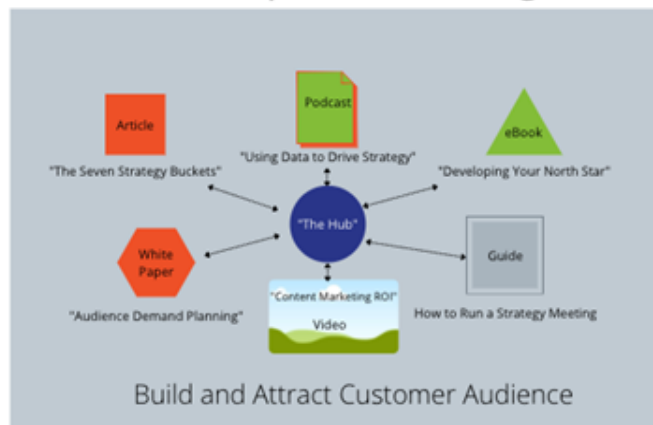 Article
"The Seven Strategy Buckets"
Podcast
"Using Data to Drive Strategy"
eBook
"Developing Your North Star"
"The Hub"
White
Paper
"Audience Demand Planning"
"Content Marketing ROI"
Video
Guide
How to Run a Strategy Meeting
Build and Attract Customer Audience